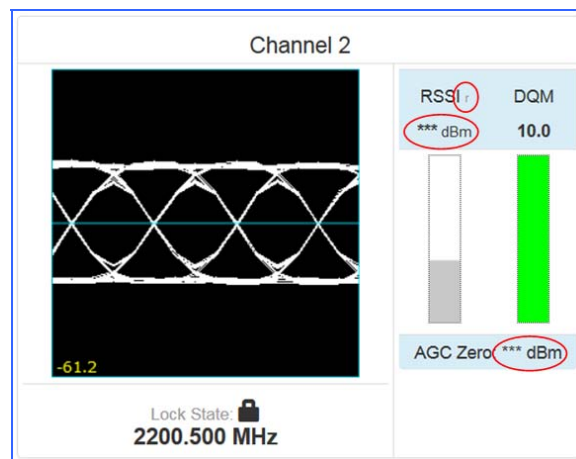 Channel 2
RSSI r DQM
*** dBm 10.0
-61.2
AGC Zero *** dBm
Lock State:
2200.500 MHz